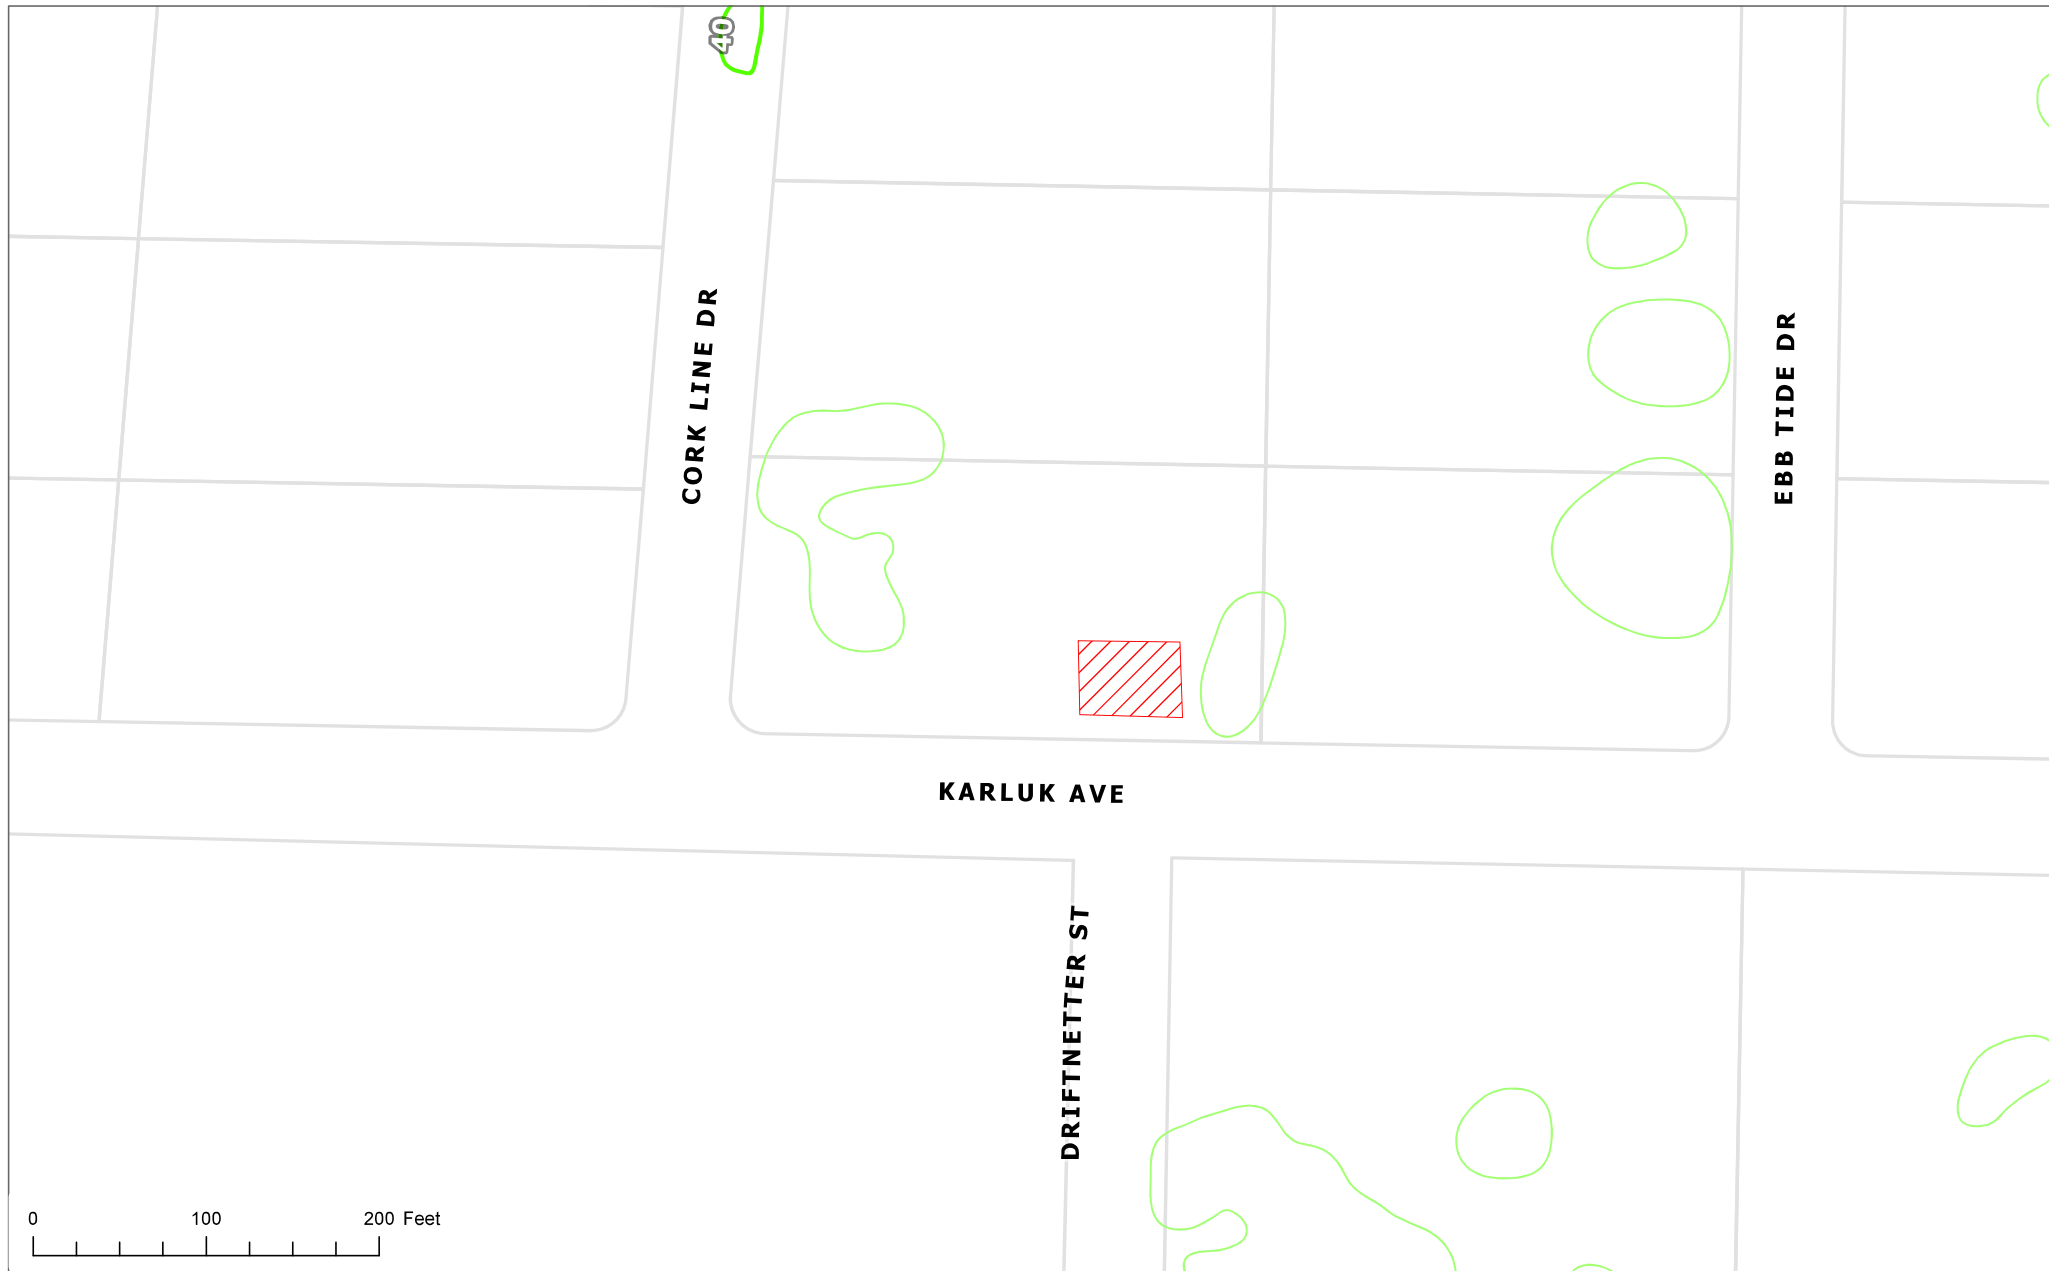 40
CORK LINE DR
EBB TIDE DR
KARLUK AVE
DRIFTNETTER ST
0 100 200 Feet